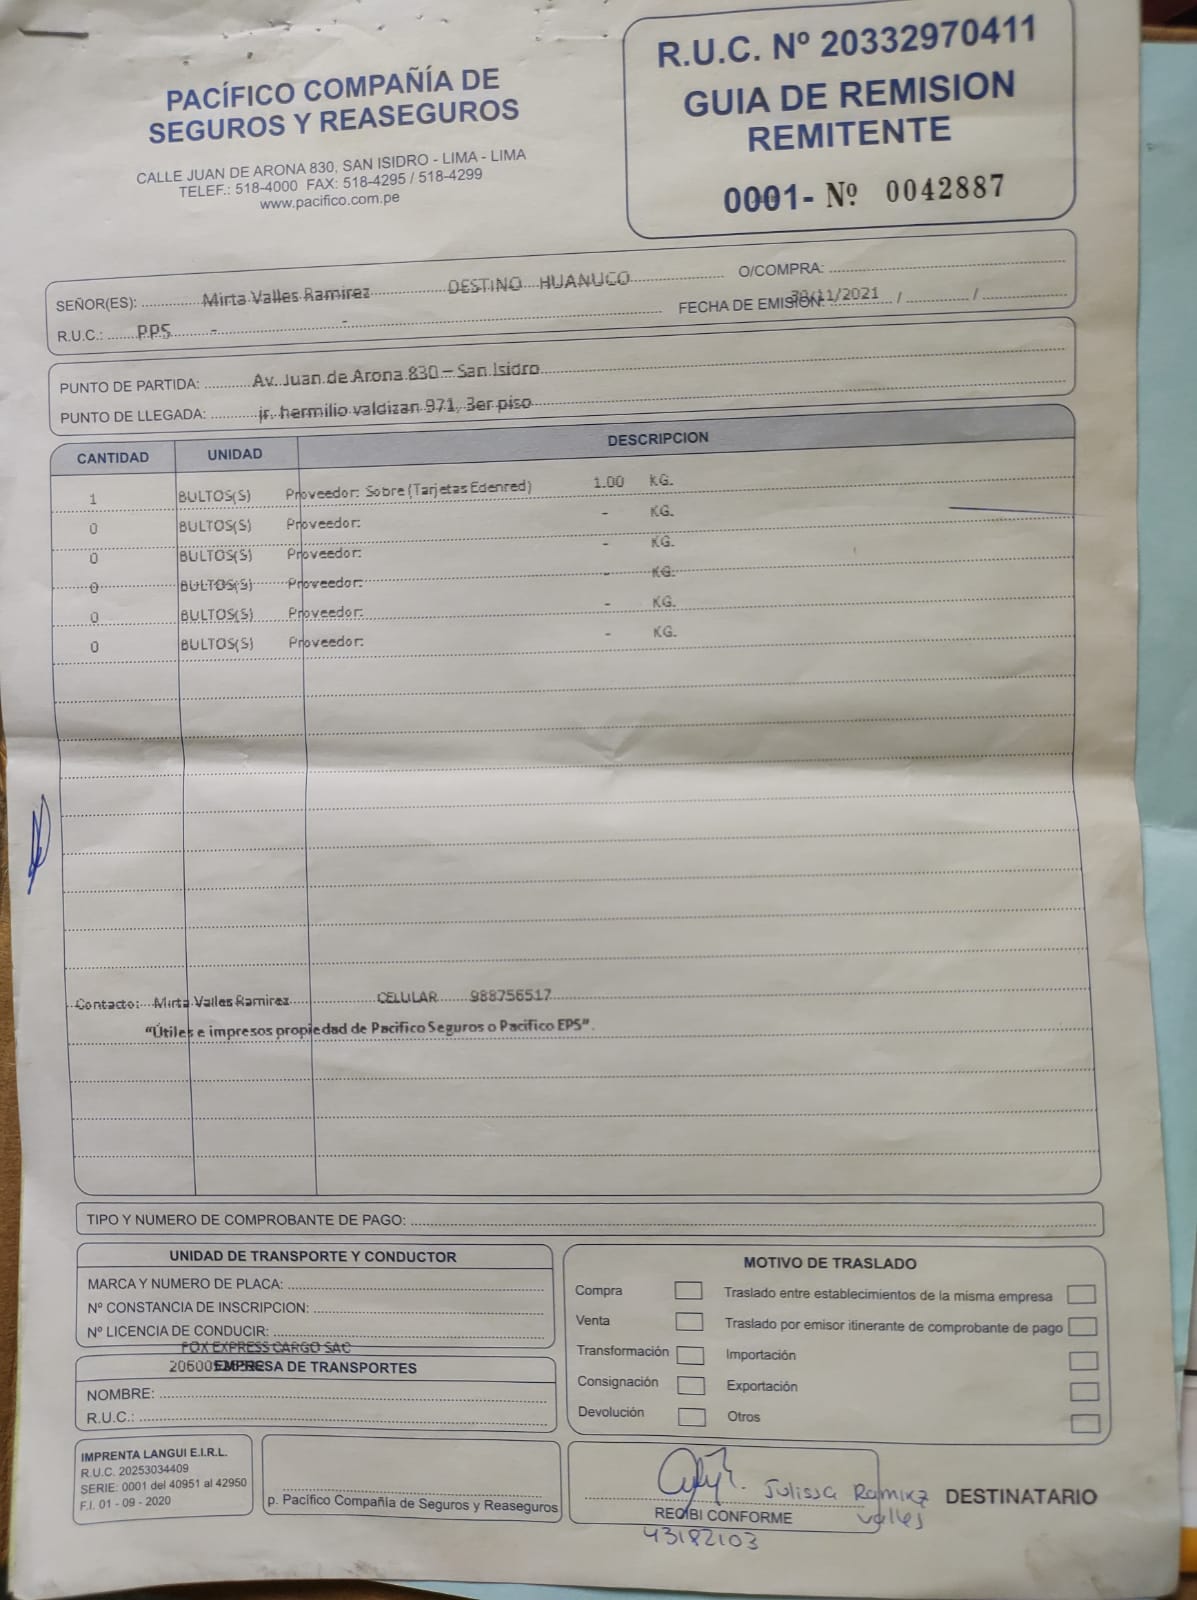 PACÍFICO COMPAÑÍA DE
SEGUROS Y REASEGUROS
CALLE JUAN DE ARONA 830, SAN ISIDRO - LIMA - LIMA
TELEF.: 518-4000 FAX: 518-4295 / 518-4299
www.pacifico.com.pe
R.U.C. Nº 20332970411
GUIA DE REMISION
REMITENTE
0001- Nº 0042887
SEÑOR(ES): Mirta Valles Ramirez DESTINO HUANUCO O/COMPRA:
R.U.C.: PPS - - FECHA DE EMISIÓN: 30/11/2021 / /
PUNTO DE PARTIDA: Av. Juan de Arona 830 – San Isidro
PUNTO DE LLEGADA: jr. hermilio valdizan 971, 3er piso
CANTIDAD UNIDAD DESCRIPCION
1 BULTOS(S) Proveedor: Sobre (Tarjetas Edenred) 1.00 KG.
0 BULTOS(S) Proveedor: - KG.
0 BULTOS(S) Proveedor: - KG.
0 BULTOS(S) Proveedor: - KG.
0 BULTOS(S) Proveedor: - KG.
0 BULTOS(S) Proveedor: - KG.
Contacto: Mirta Valles Ramirez CELULAR 988756517
"Útiles e impresos propiedad de Pacifico Seguros o Pacifico EPS".
TIPO Y NUMERO DE COMPROBANTE DE PAGO:
UNIDAD DE TRANSPORTE Y CONDUCTOR
MARCA Y NUMERO DE PLACA:
Nº CONSTANCIA DE INSCRIPCION:
Nº LICENCIA DE CONDUCIR:
FOX EXPRESS CARGO SAC
EMPRESA DE TRANSPORTES
NOMBRE:
R.U.C.:
MOTIVO DE TRASLADO
Compra Traslado entre establecimientos de la misma empresa
Venta Traslado por emisor itinerante de comprobante de pago
Transformación Importación
Consignación Exportación
Devolución Otros
IMPRENTA LANGUI E.I.R.L.
R.U.C. 20253034409
SERIE: 0001 del 40951 al 42950
F.I. 01 - 09 - 2020
p. Pacífico Compañía de Seguros y Reaseguros
Julissa Ramirez
Valles
RECIBI CONFORME
43182103
DESTINATARIO